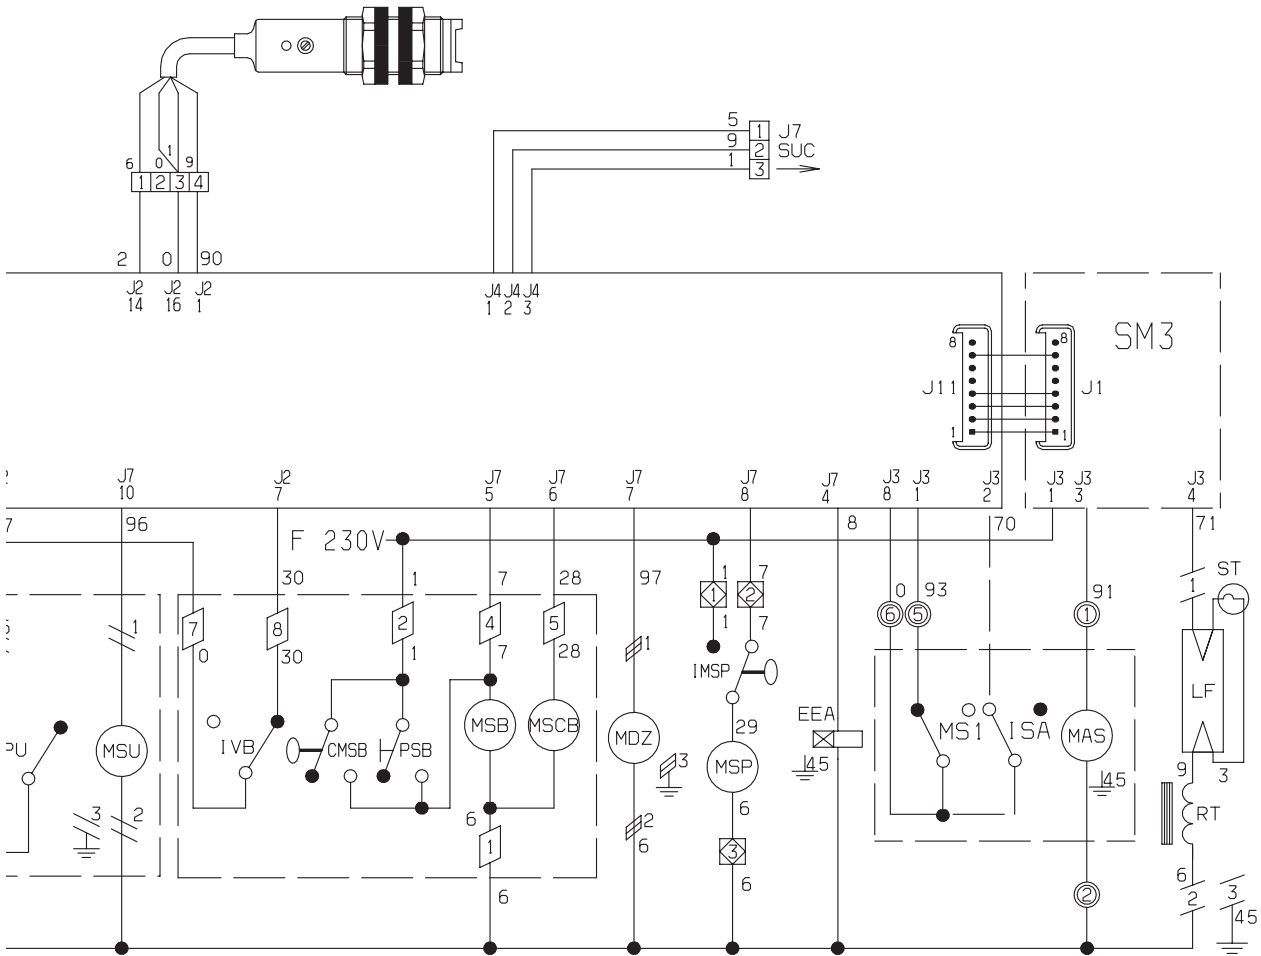 5
1 J7
9
2 SUC
1
3
6 0 1 9
1 2 3 4
2 0 90
J2 J2 J2
14 16 1
J4 J4 J4
1 2 3
SM3
8 8
J11 J1
1 1
2 J7 J2 J7 J7 J7 J7 J7 J3 J3 J3 J3 J3 J3
10 7 5 6 7 8 4 8 1 2 1 3 4
7 96 8 70 71
F 230V
30 1 7 28 97 1 7 0 93 91 1 ST
1 2
7 8 2 4 5 6 5 1
1 1 7
0 30 1 7 28 1
IMSP
LF
PU MSU IVB CMSB PSB MSB MSCB MDZ 29 EEA MS1 ISA MAS
MSP
3 45 45 9 3
3 2 6 2 6 RT
1 6 3
6 6 6 3
2 2 45